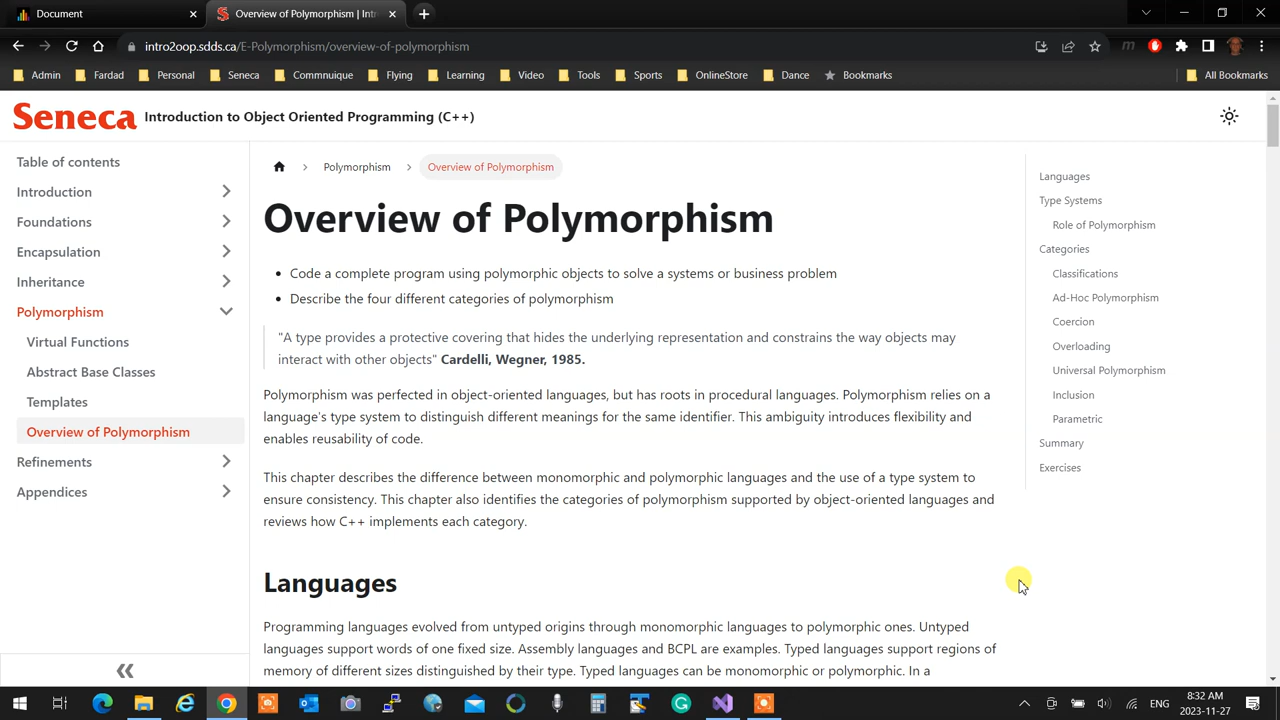 Document
Overview of Polymorphism | Intr
intro2oop.sdds.ca/E-Polymorphism/overview-of-polymorphism
Admin
Fardad
Personal
Seneca
Commnuique
Flying
Learning
Video
Tools
Sports
OnlineStore
Dance
Bookmarks
All Bookmarks
Seneca
Introduction to Object Oriented Programming (C++)
Table of contents
Introduction
Foundations
Encapsulation
Inheritance
Polymorphism
Virtual Functions
Abstract Base Classes
Templates
Overview of Polymorphism
Refinements
Appendices
Polymorphism
Overview of Polymorphism
Overview of Polymorphism
• Code a complete program using polymorphic objects to solve a systems or business problem
• Describe the four different categories of polymorphism
"A type provides a protective covering that hides the underlying representation and constrains the way objects may
interact with other objects" Cardelli, Wegner, 1985.
Polymorphism was perfected in object-oriented languages, but has roots in procedural languages. Polymorphism relies on a
language's type system to distinguish different meanings for the same identifier. This ambiguity introduces flexibility and
enables reusability of code.
This chapter describes the difference between monomorphic and polymorphic languages and the use of a type system to
ensure consistency. This chapter also identifies the categories of polymorphism supported by object-oriented languages and
reviews how C++ implements each category.
Languages
Programming languages evolved from untyped origins through monomorphic languages to polymorphic ones. Untyped
languages support words of one fixed size. Assembly languages and BCPL are examples. Typed languages support regions of
memory of different sizes distinguished by their type. Typed languages can be monomorphic or polymorphic. In a
Languages
Type Systems
Role of Polymorphism
Categories
Classifications
Ad-Hoc Polymorphism
Coercion
Overloading
Universal Polymorphism
Inclusion
Parametric
Summary
Exercises
ENG
8:32 AM
2023-11-27